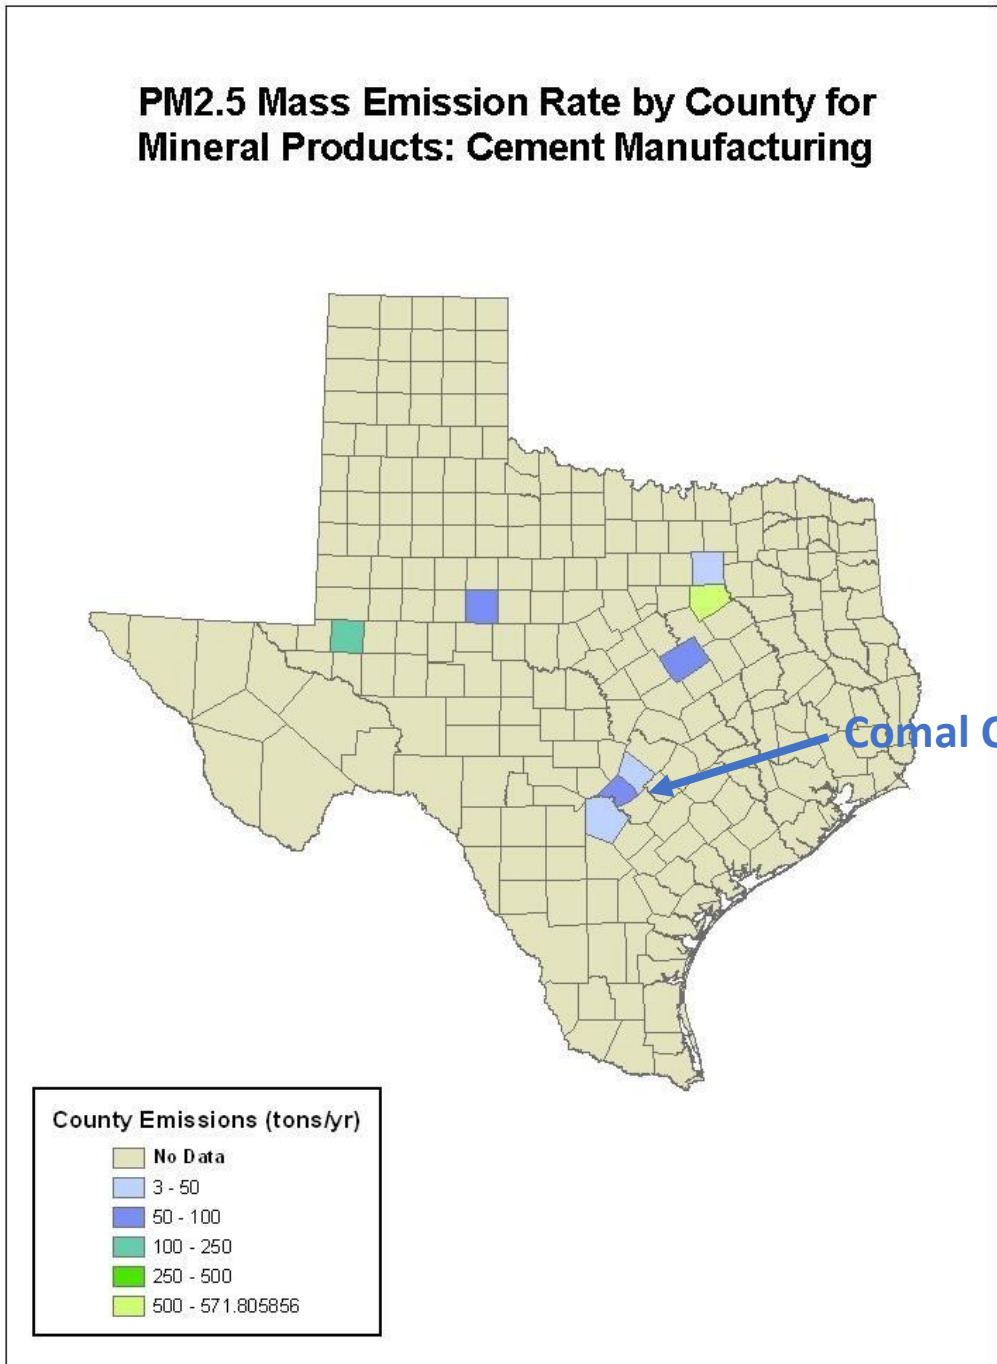 PM2.5 Mass Emission Rate by County for
Mineral Products: Cement Manufacturing
Comal C
County Emissions (tons/yr)
No Data
3 - 50
50 - 100
100 - 250
250 - 500
500 - 571.805856